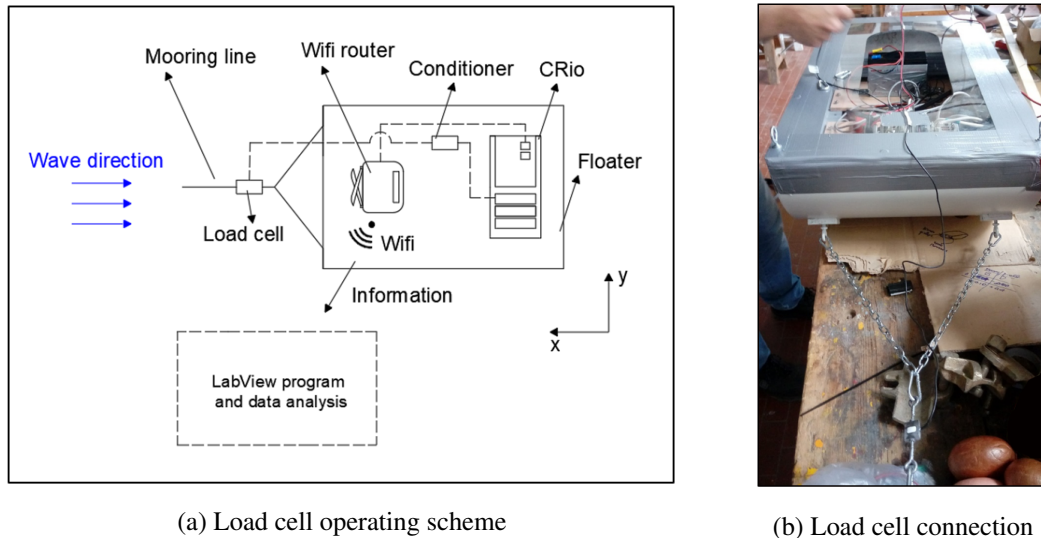 Mooring line
Wifi router
Conditioner
CRio
Wave direction
Floater
Load cell
Wifi
Information
y
x
LabView program
and data analysis
(a) Load cell operating scheme
(b) Load cell connection